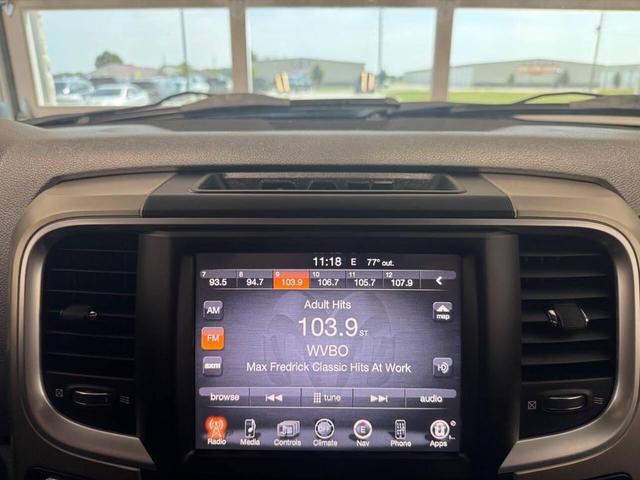 11:18 E 77° out.
7 8 9 10 11 12
93.5 94.7 103.9 106.7 105.7 107.9
Adult Hits
AM
map
103.9 ST
FM
WVBO
Max Fredrick Classic Hits At Work
sxm
browse tune audio
Radio Media Controls Climate Nav Phone Apps